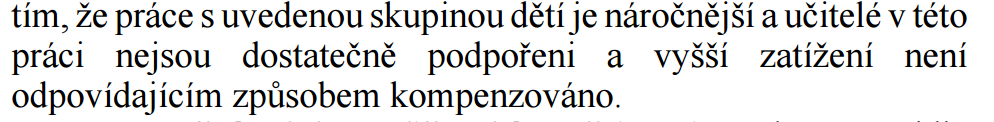 tím, že práce s uvedenou skupinou dětí je náročnější a učitelé v této
práci nejsou dostatečně podpořeni a vyšší zatížení není
odpovídajícím způsobem kompenzováno.